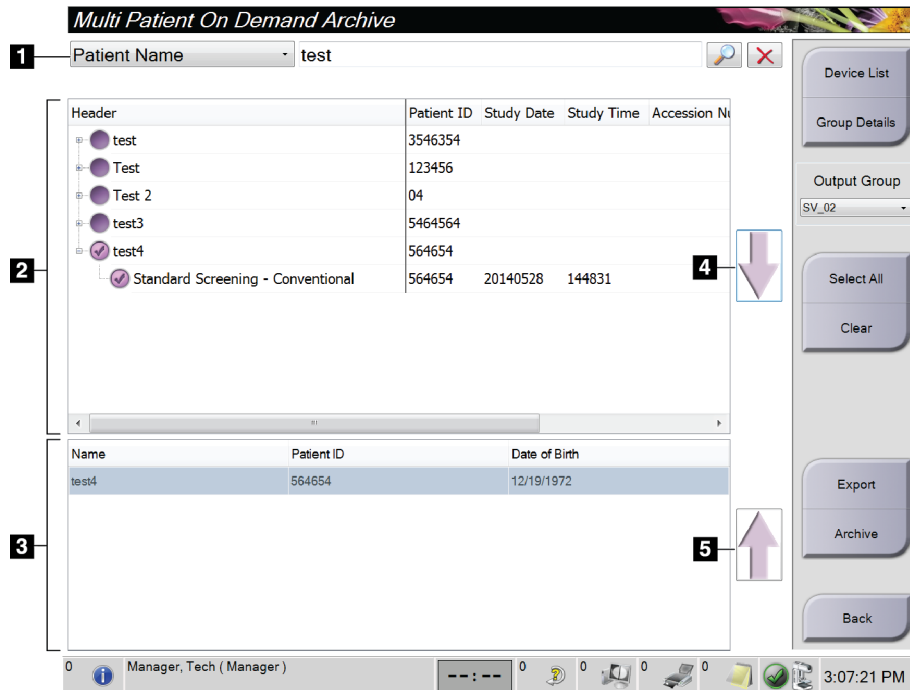 Multi Patient On Demand Archive
1
Patient Name
test
Device List
Group Details
Output Group
SV_02
Select All
Clear
Export
Archive
Back
2
Header Patient ID Study Date Study Time Accession Nu
test 3546354
Test 123456
Test 2 04
test3 5464564
test4 564654
Standard Screening - Conventional 564654 20140528 144831
4
3
Name Patient ID Date of Birth
test4 564654 12/19/1972
5
0 Manager, Tech ( Manager ) --:-- 0 0 0 0 3:07:21 PM